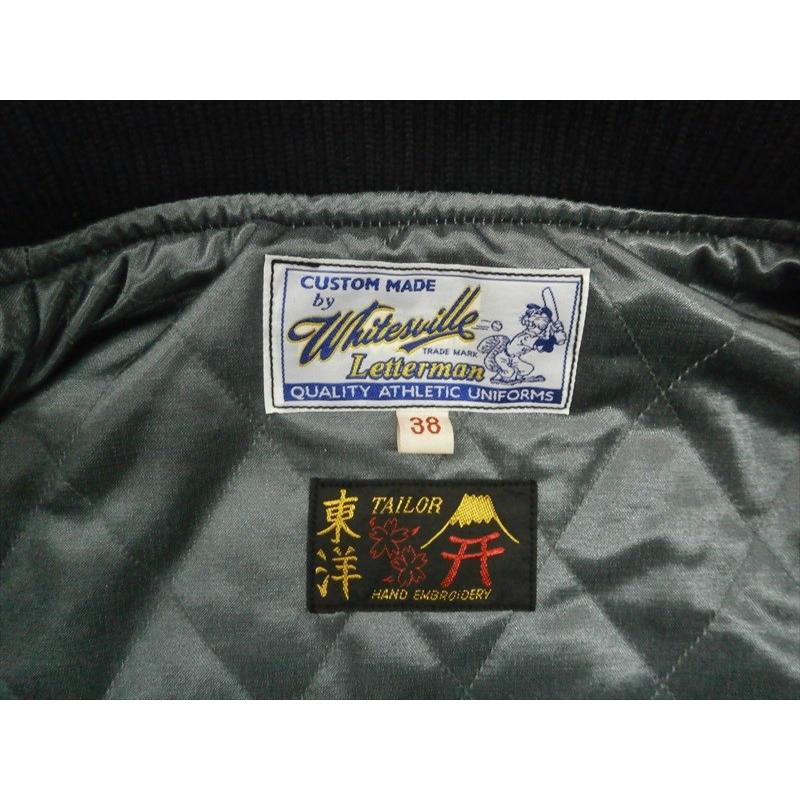 CUSTOM MADE
by
Whitesville
TRADE MARK
Letterman
QUALITY ATHLETIC UNIFORMS
38
東洋
TAILOR
HAND EMBROIDERY